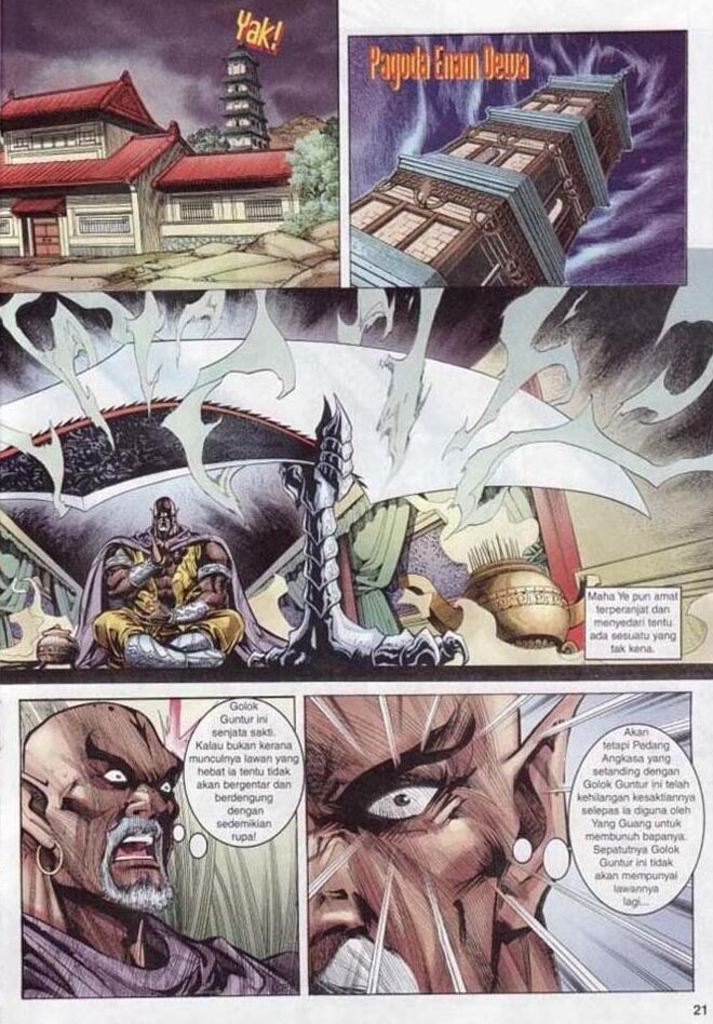 Yak!
Pagoda Enam Dewa
Maha Ye pun amat
terperanjat dan
menyedari tentu
ada sesuatu yang
tak kena.
Golok
Guntur ini
senjata sakti.
Kalau bukan kerana
munculnya lawan yang
hebat ia tentu tidak
akan bergentar dan
berdengung
dengan
sedemikian
rupa!
Akan
tetapi Pedang
Angkasa yang
setanding dengan
Golok Guntur ini telah
kehilangan kesaktiannya
selepas ia diguna oleh
Yang Guang untuk
membunuh bapanya.
Sepatutnya Golok
Guntur ini tidak
akan mempunyai
lawannya
lagi...
21